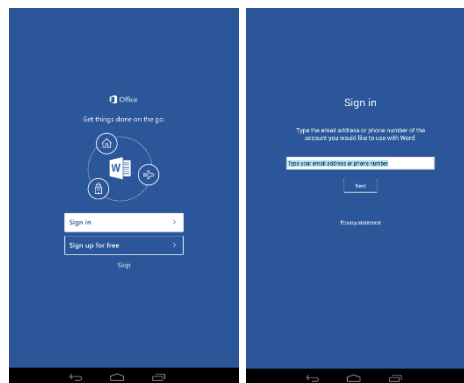 Office
Get things done on the go.
W
Sign in
Sign up for free
Skip
Sign in
Type the email address or phone number of the
account you would like to use with Word.
Type your email address or phone number
Next
Privacy statement